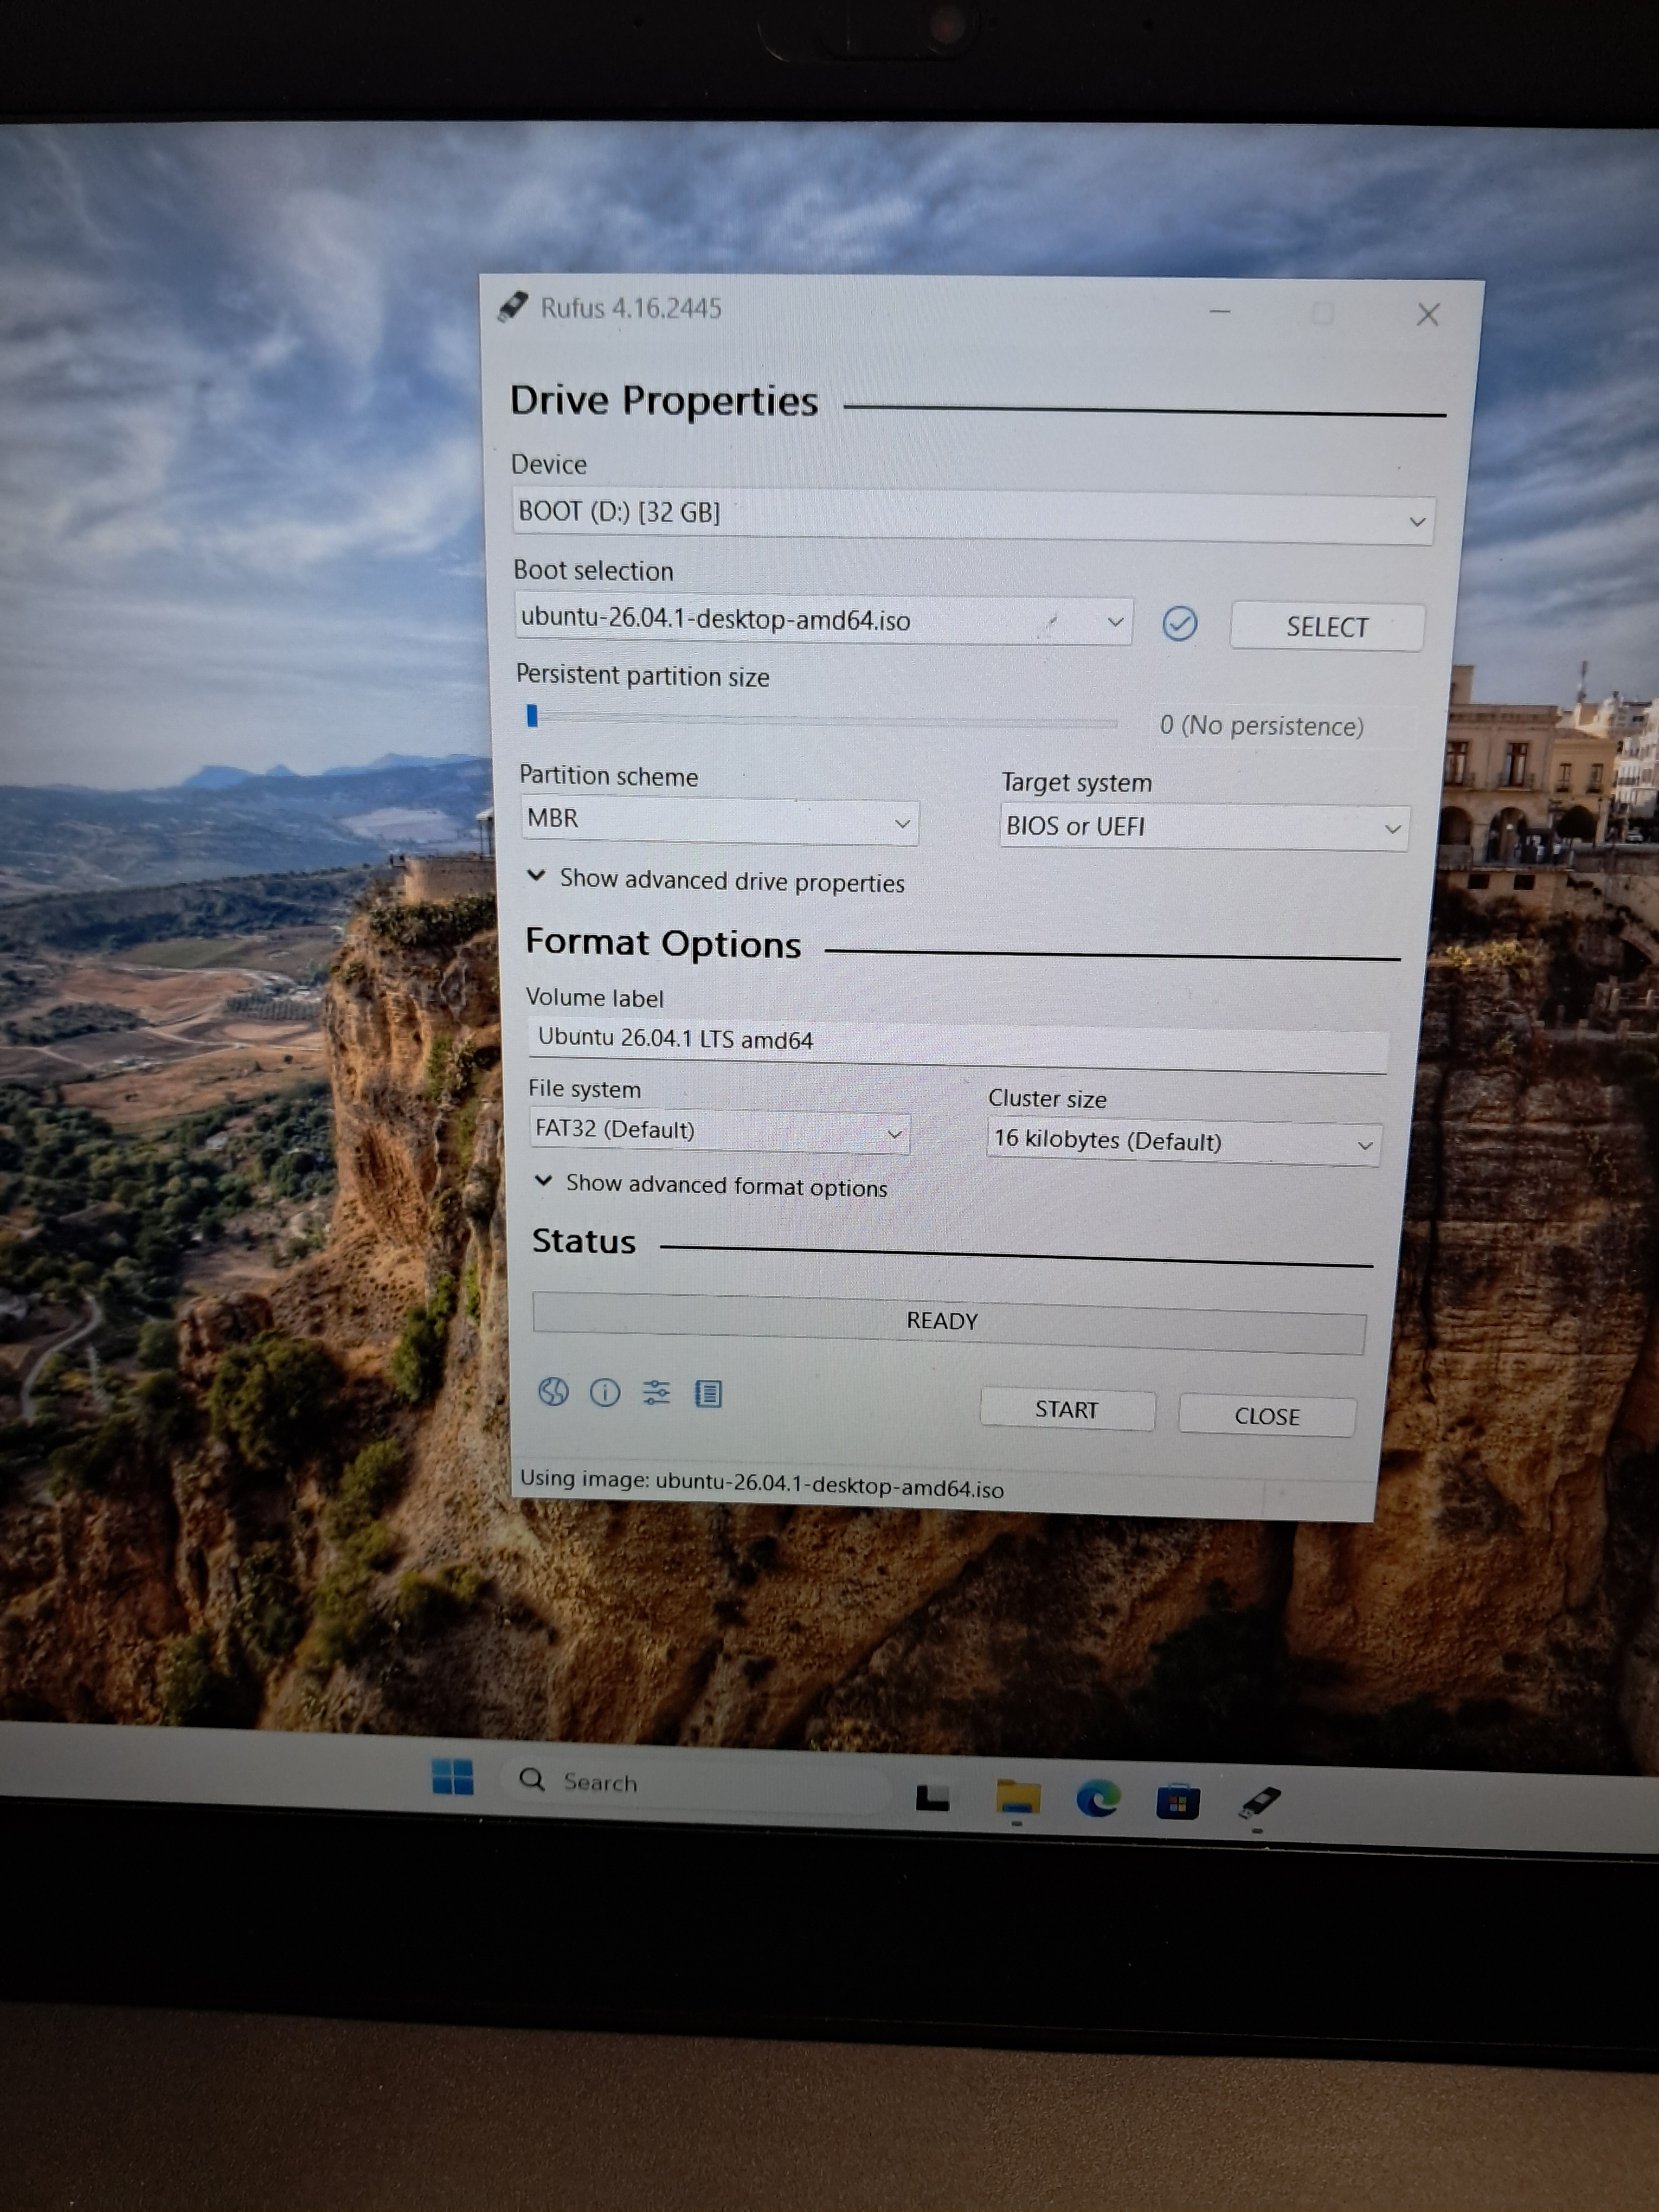 Rufus 4.16.2445
Drive Properties
Device
BOOT (D:) [32 GB]
Boot selection
ubuntu-26.04.1-desktop-amd64.iso
SELECT
Persistent partition size
0 (No persistence)
Partition scheme
Target system
MBR
BIOS or UEFI
Show advanced drive properties
Format Options
Volume label
Ubuntu 26.04.1 LTS amd64
File system
Cluster size
FAT32 (Default)
16 kilobytes (Default)
Show advanced format options
Status
READY
START
CLOSE
Using image: ubuntu-26.04.1-desktop-amd64.iso
Search